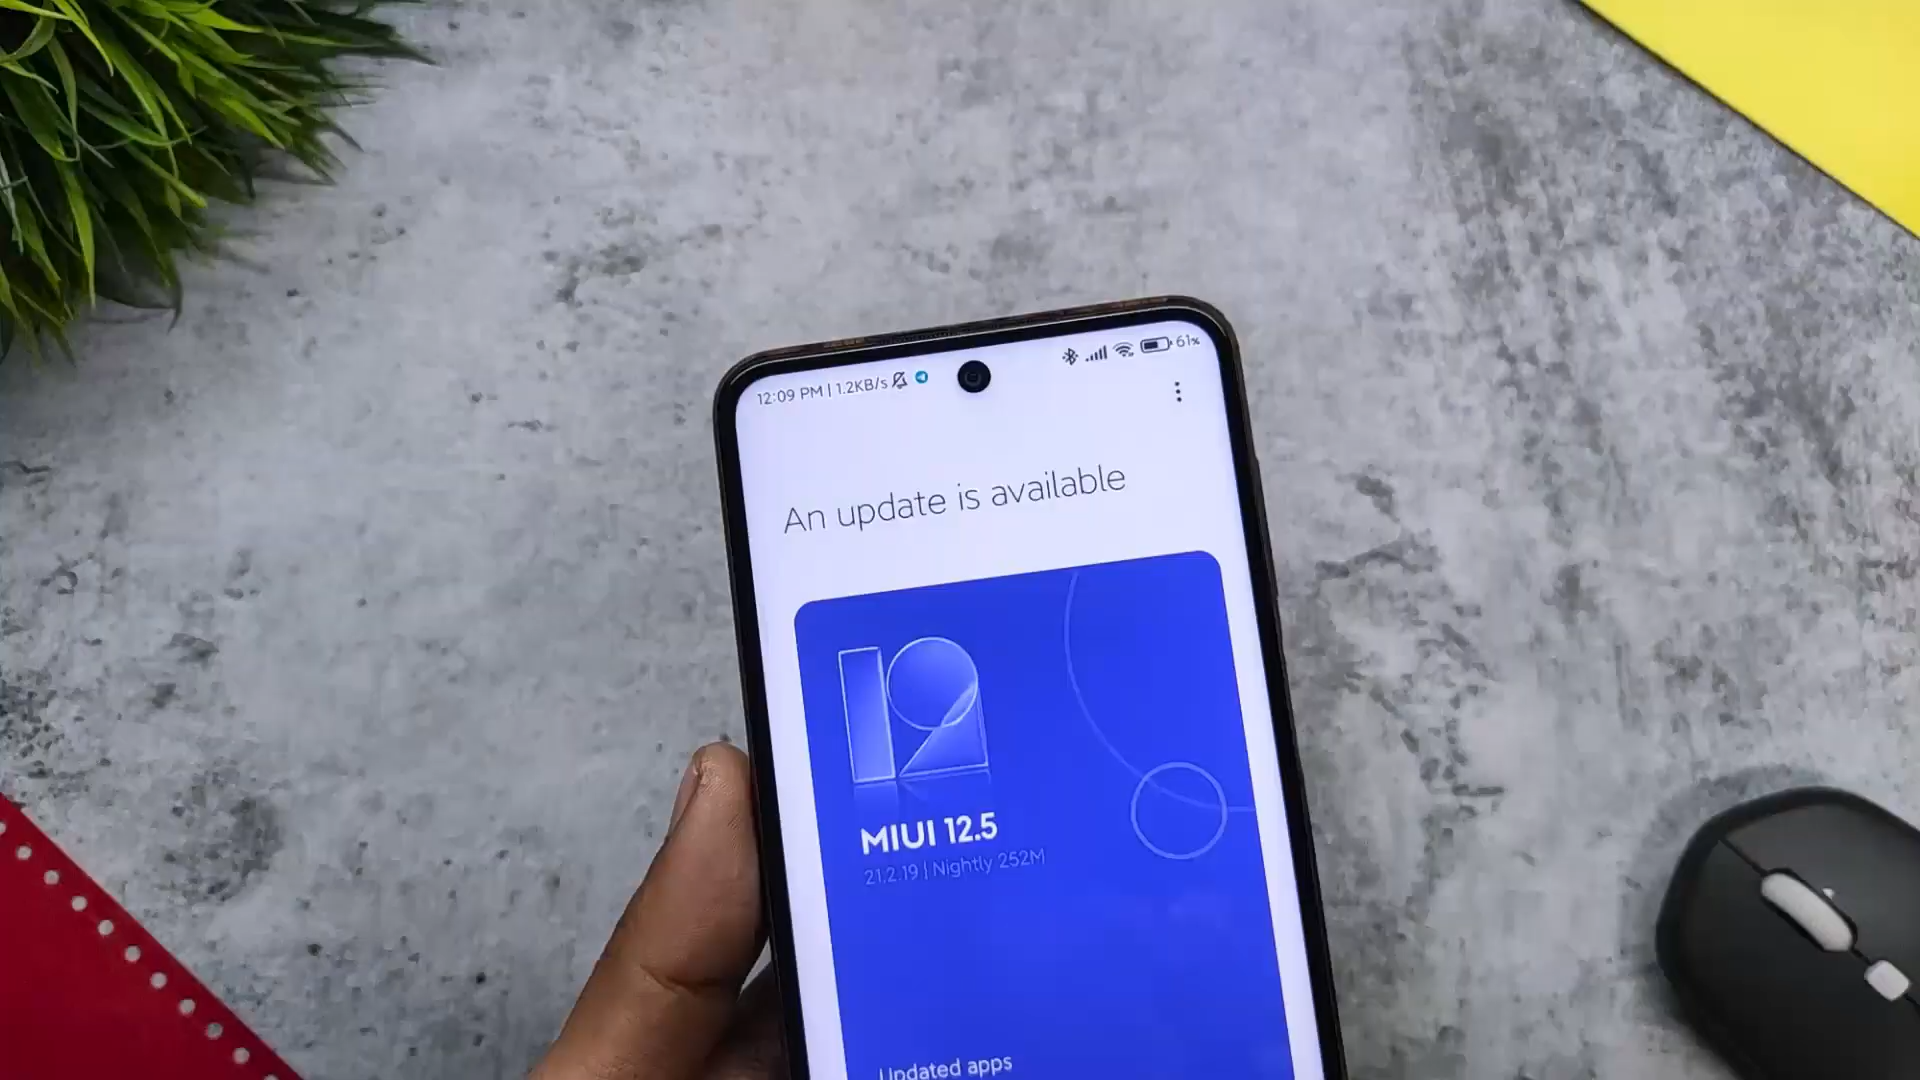 12:09 PM | 1.2KB/s
61%
An update is available
12
MIUI 12.5
21.2.19 | Nightly 252M
Updated apps